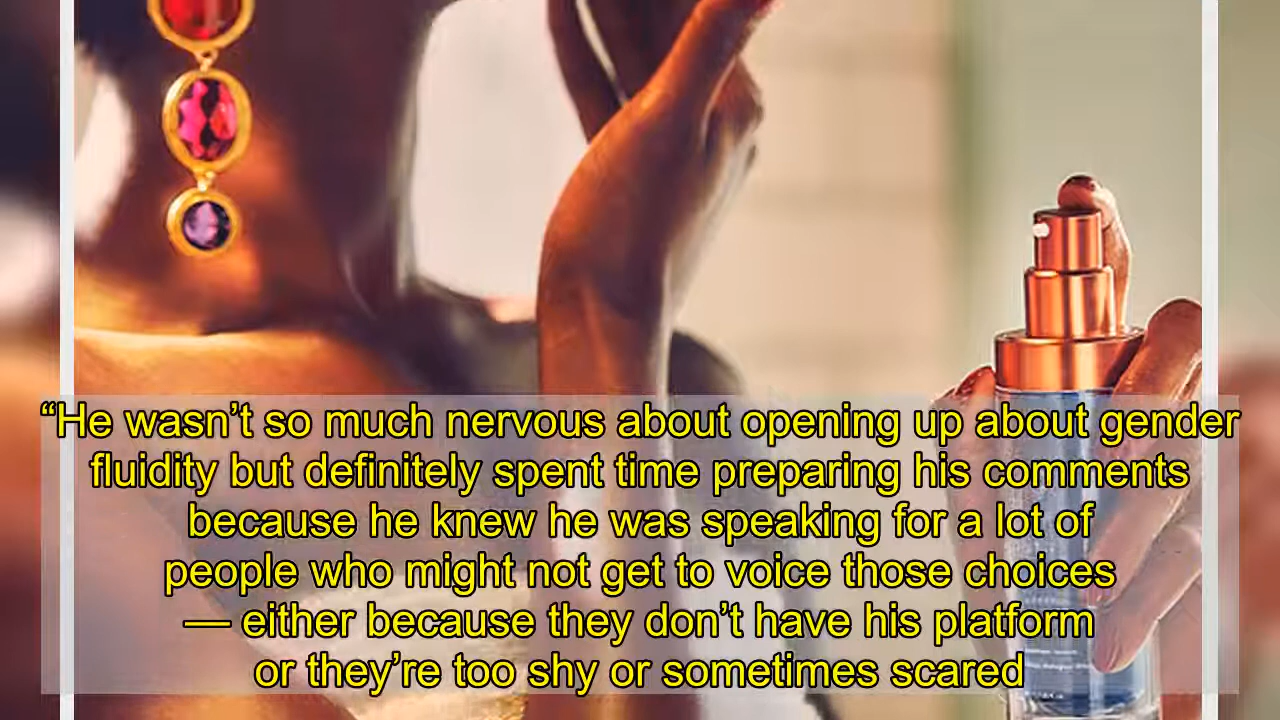 “He wasn’t so much nervous about opening up about gender
fluidity but definitely spent time preparing his comments
because he knew he was speaking for a lot of
people who might not get to voice those choices
— either because they don’t have his platform
or they’re too shy or sometimes scared